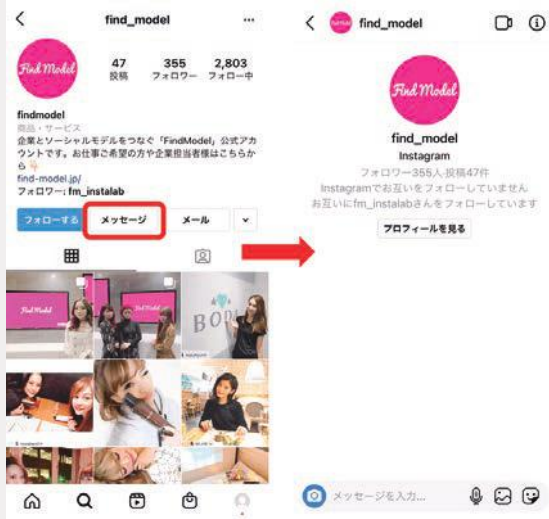 find_model
Find Model
47
投稿
355
フォロワー
2,803
フォロー中
findmodel
商品・サービス
企業とソーシャルモデルをつなぐ「FindModel」公式アカ
ウントです。お仕事ご希望の方や企業担当者様はこちらか
ら👇
find-model.jp/
フォロワー: fm_instalab
フォローする
メッセージ
メール
Find Model
Find Model
BOD
find_model
Find Model
find_model
Instagram
フォロワー355人·投稿47件
Instagramでお互いをフォローしていません
お互いにfm_instalabさんをフォローしています
プロフィールを見る
メッセージを入力...